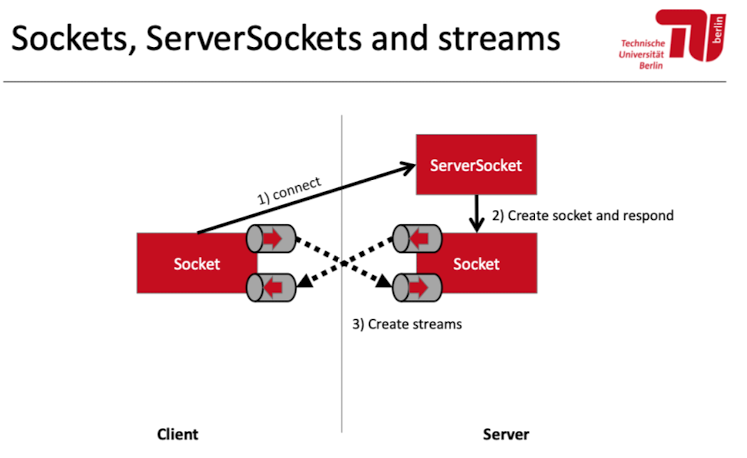 Sockets, ServerSockets and streams
Technische
Universität
Berlin
berlin
ServerSocket
1) connect
2) Create socket and respond
Socket
Socket
3) Create streams
Client
Server